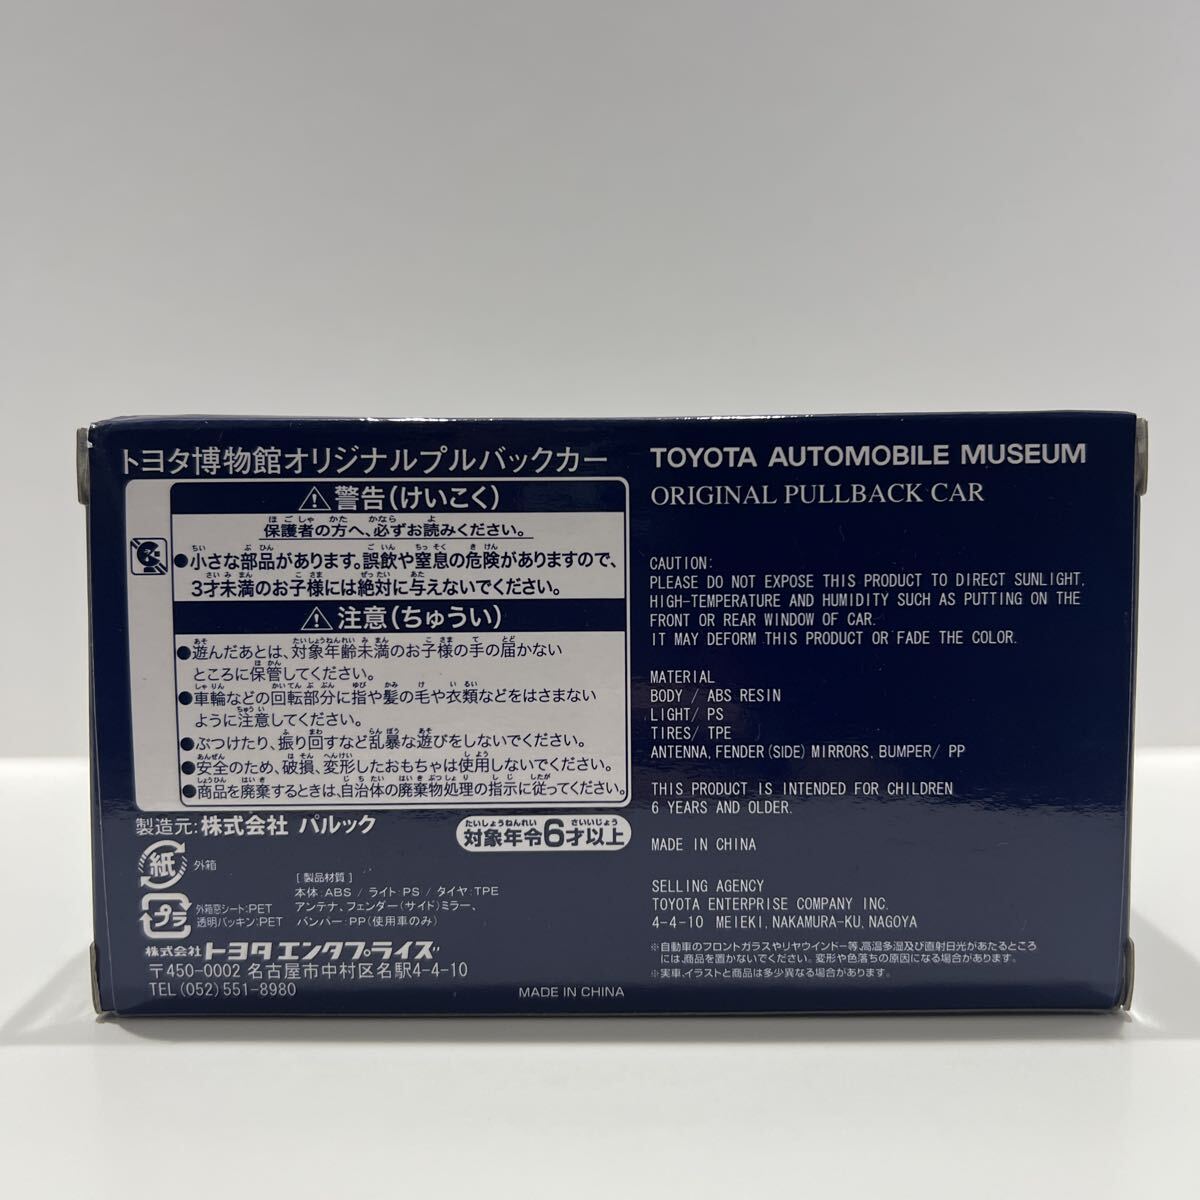 トヨタ博物館オリジナルプルバックカー
⚠警告(けいこく)
保護者の方へ、必ずお読みください。
●小さな部品があります。誤飲や窒息の危険がありますので、
3才未満のお子様には絶対に与えないでください。
⚠注意(ちゅうい)
●遊んだあとは、対象年齢未満のお子様の手の届かない
ところに保管してください。
●車輪などの回転部分に指や髪の毛や衣類などをはさまない
ように注意してください。
●ぶつけたり、振り回すなど乱暴な遊びをしないでください。
●安全のため、破損、変形したおもちゃは使用しないでください。
●商品を廃棄するときは、自治体の廃棄物処理の指示に従ってください。
製造元:株式会社 パルック
対象年令6才以上
紙 外箱
プラ
外箱窓シート:PET
透明パッキン:PET
[製品材質]
本体:ABS / ライト:PS / タイヤ:TPE
アンテナ、フェンダー(サイド)ミラー、
バンパー:PP(使用車のみ)
株式会社トヨタエンタプライズ
〒450-0002 名古屋市中村区名駅4-4-10
TEL(052)551-8980
MADE IN CHINA
TOYOTA AUTOMOBILE MUSEUM
ORIGINAL PULLBACK CAR
CAUTION:
PLEASE DO NOT EXPOSE THIS PRODUCT TO DIRECT SUNLIGHT,
HIGH-TEMPERATURE AND HUMIDITY SUCH AS PUTTING ON THE
FRONT OR REAR WINDOW OF CAR.
IT MAY DEFORM THIS PRODUCT OR FADE THE COLOR.
MATERIAL
BODY/ ABS RESIN
LIGHT/ PS
TIRES/ TPE
ANTENNA, FENDER(SIDE) MIRRORS, BUMPER/ PP
THIS PRODUCT IS INTENDED FOR CHILDREN
6 YEARS AND OLDER.
MADE IN CHINA
SELLING AGENCY
TOYOTA ENTERPRISE COMPANY INC.
4-4-10 MEIEKI, NAKAMURA-KU, NAGOYA
※自動車のフロントガラスやリヤウインドー等、高温多湿及び直射日光があたるところ
には、商品を置かないでください。変形や色落ちの原因になる場合があります。
※実車、イラストと商品は多少異なる場合があります。